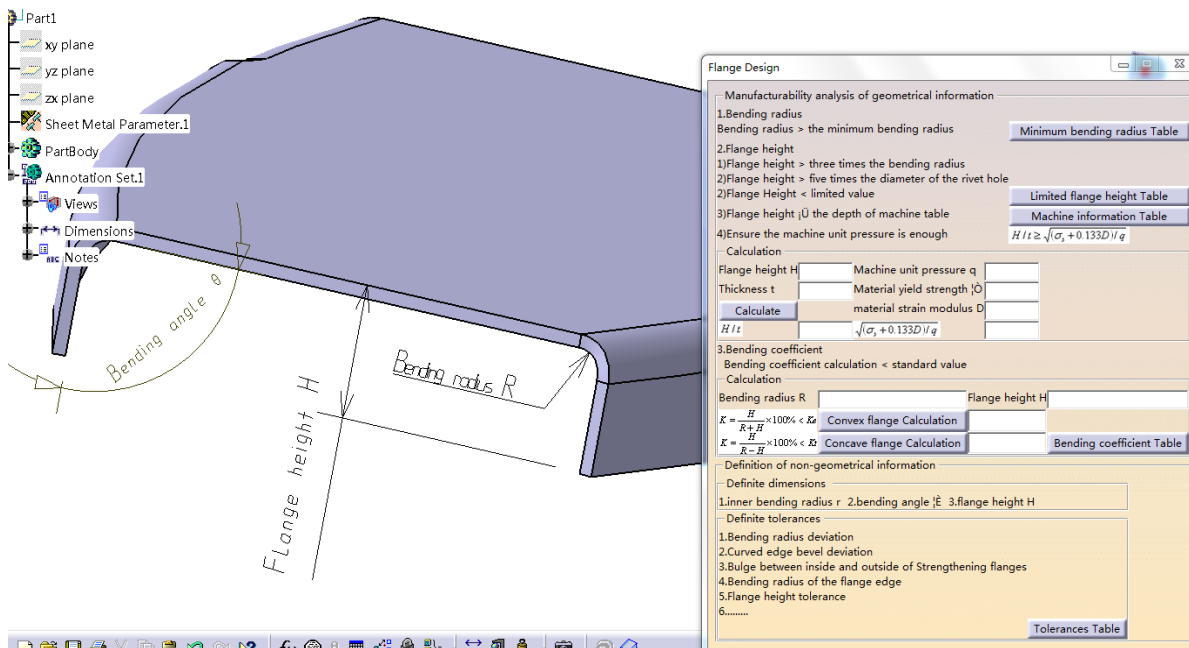 Part1
xy plane
yz plane
zx plane
Sheet Metal Parameter.1
PartBody
Annotation Set.1
Views
Dimensions
ABC Notes
Bending angle θ
Flange height H
Bending radius R
Flange Design
Manufacturability analysis of geometrical information
1.Bending radius
Bending radius > the minimum bending radius Minimum bending radius Table
2.Flange height
1)Flange height > three times the bending radius
2)Flange height > five times the diameter of the rivet hole
2)Flange Height < limited value Limited flange height Table
3)Flange height ¡Ü the depth of machine table Machine information Table
4)Ensure the machine unit pressure is enough H/t≥√(σs+0.133D)/q
Calculation
Flange height H Machine unit pressure q
Thickness t Material yield strength ¦Ò
Calculate material strain modulus D
H/t √(σs+0.133D)/q
3.Bending coefficient
Bending coefficient calculation < standard value
Calculation
Bending radius R Flange height H
K=H/(R+H)×100%< Convex flange Calculation
K=H/(R−H)×100%< Concave flange Calculation Bending coefficient Table
Definition of non-geometrical information
Definite dimensions
1.inner bending radius r 2.bending angle ¦È 3.flange height H
Definite tolerances
1.Bending radius deviation
2.Curved edge bevel deviation
3.Bulge between inside and outside of Strengthening flanges
4.Bending radius of the flange edge
5.Flange height tolerance
6.........
Tolerances Table